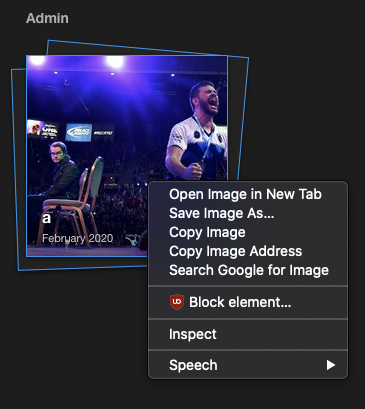 Admin
a
February 2020
Open Image in New Tab
Save Image As...
Copy Image
Copy Image Address
Search Google for Image
Block element...
Inspect
Speech